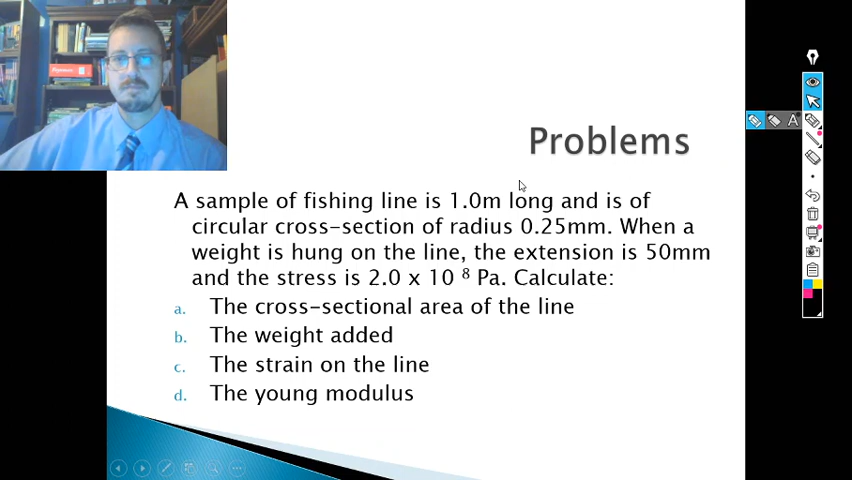 Problems
A sample of fishing line is 1.0m long and is of
circular cross-section of radius 0.25mm. When a
weight is hung on the line, the extension is 50mm
and the stress is 2.0 x 10 ⁸ Pa. Calculate:
a. The cross-sectional area of the line
b. The weight added
c. The strain on the line
d. The young modulus
A